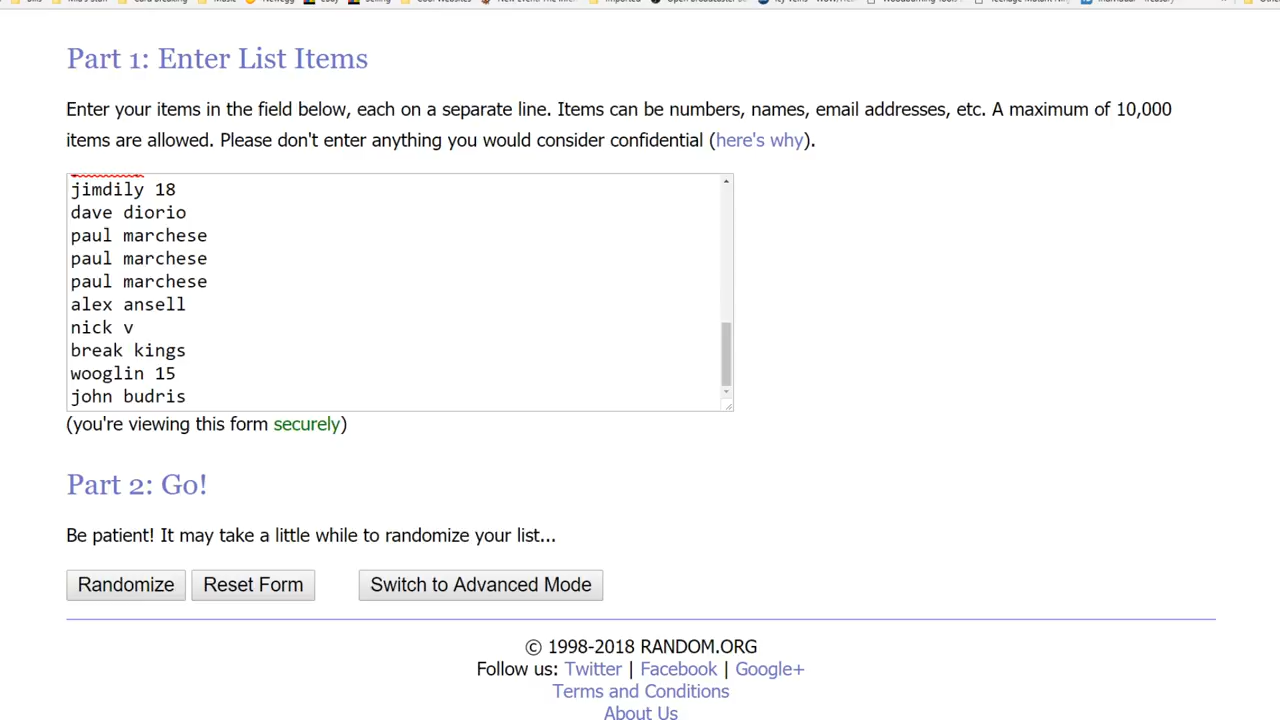 Part 1: Enter List Items
Enter your items in the field below, each on a separate line. Items can be numbers, names, email addresses, etc. A maximum of 10,000
items are allowed. Please don't enter anything you would consider confidential (here's why).
jimdily 18
dave diorio
paul marchese
paul marchese
paul marchese
alex ansell
nick v
break kings
wooglin 15
john budris
(you're viewing this form securely)
Part 2: Go!
Be patient! It may take a little while to randomize your list...
Randomize Reset Form Switch to Advanced Mode
© 1998-2018 RANDOM.ORG
Follow us: Twitter | Facebook | Google+
Terms and Conditions
About Us